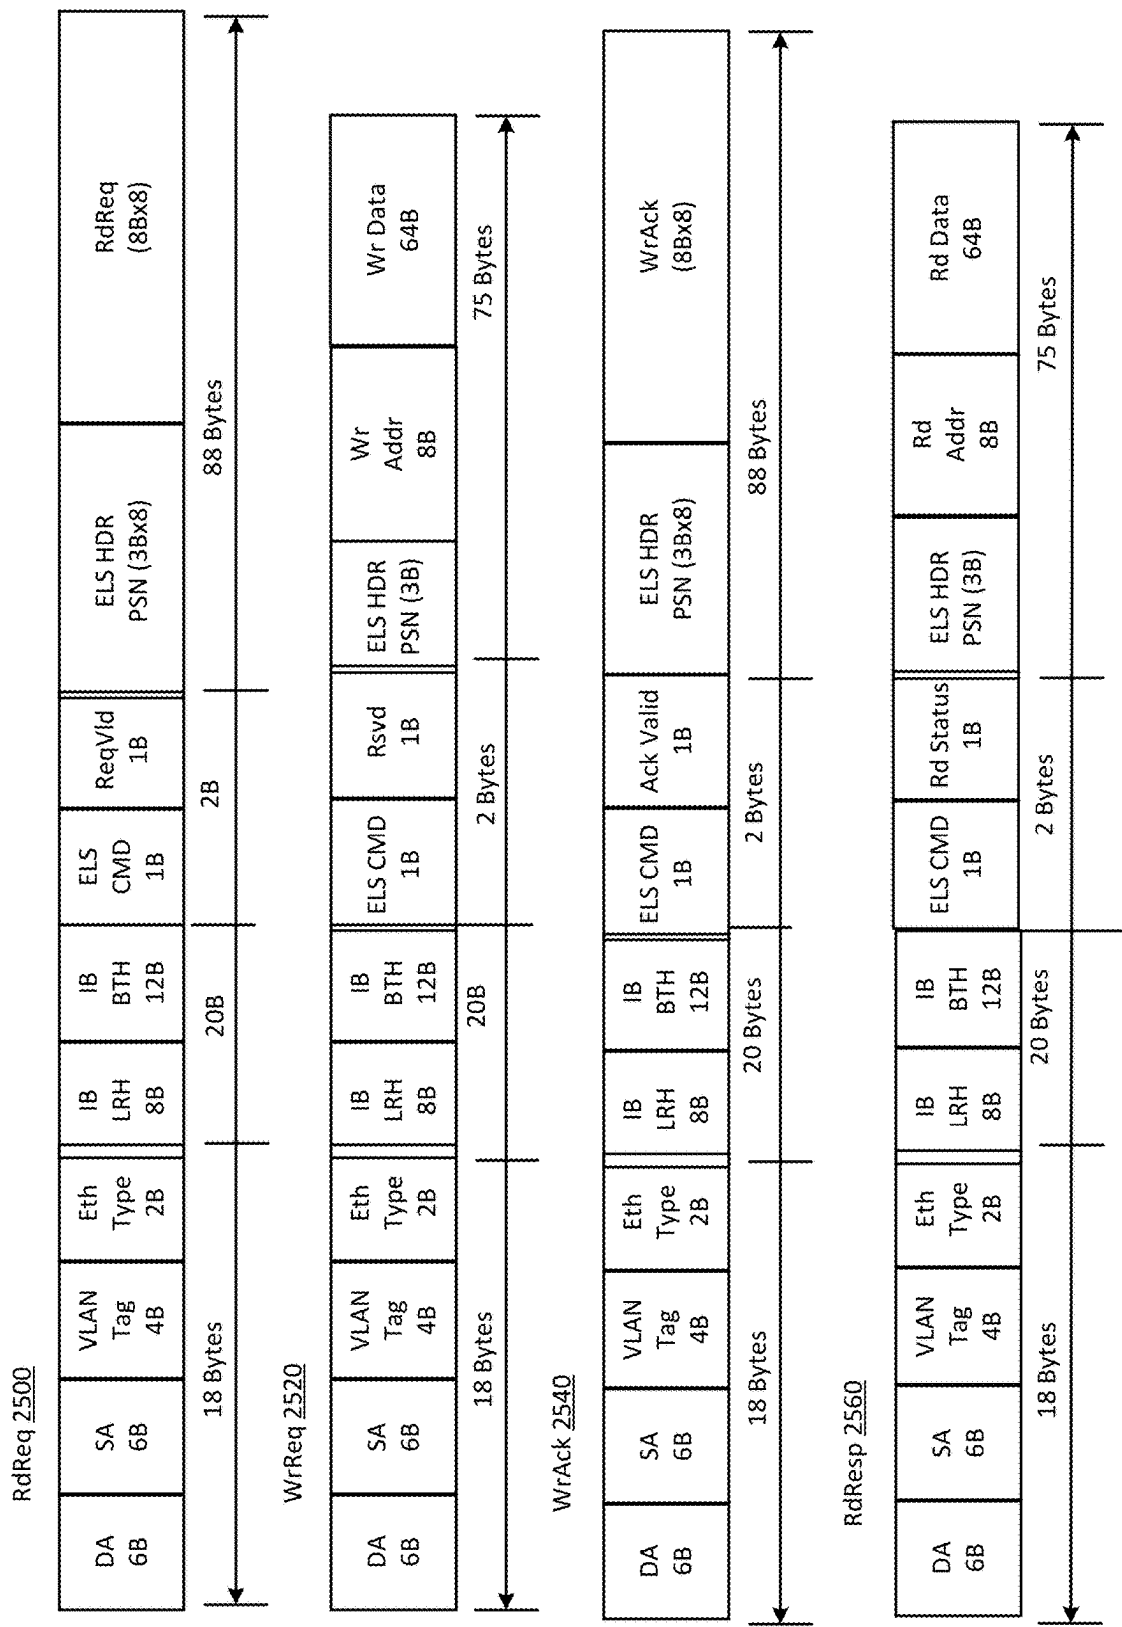 RdReq 2500
DA
6B
SA
6B
VLAN
Tag
4B
Eth
Type
2B
IB
LRH
8B
IB
BTH
12B
ELS
CMD
1B
ReqVld
1B
ELS HDR
PSN (3Bx8)
RdReq
(8Bx8)
18 Bytes
20B
2B
88 Bytes
WrReq 2520
DA
6B
SA
6B
VLAN
Tag
4B
Eth
Type
2B
IB
LRH
8B
IB
BTH
12B
ELS CMD
1B
Rsvd
1B
ELS HDR
PSN (3B)
Wr
Addr
8B
Wr Data
64B
18 Bytes
20B
2 Bytes
75 Bytes
WrAck 2540
DA
6B
SA
6B
VLAN
Tag
4B
Eth
Type
2B
IB
LRH
8B
IB
BTH
12B
ELS CMD
1B
Ack Valid
1B
ELS HDR
PSN (3Bx8)
WrAck
(8Bx8)
18 Bytes
20 Bytes
2 Bytes
88 Bytes
RdResp 2560
DA
6B
SA
6B
VLAN
Tag
4B
Eth
Type
2B
IB
LRH
8B
IB
BTH
12B
ELS CMD
1B
Rd Status
1B
ELS HDR
PSN (3B)
Rd
Addr
8B
Rd Data
64B
18 Bytes
20 Bytes
2 Bytes
75 Bytes